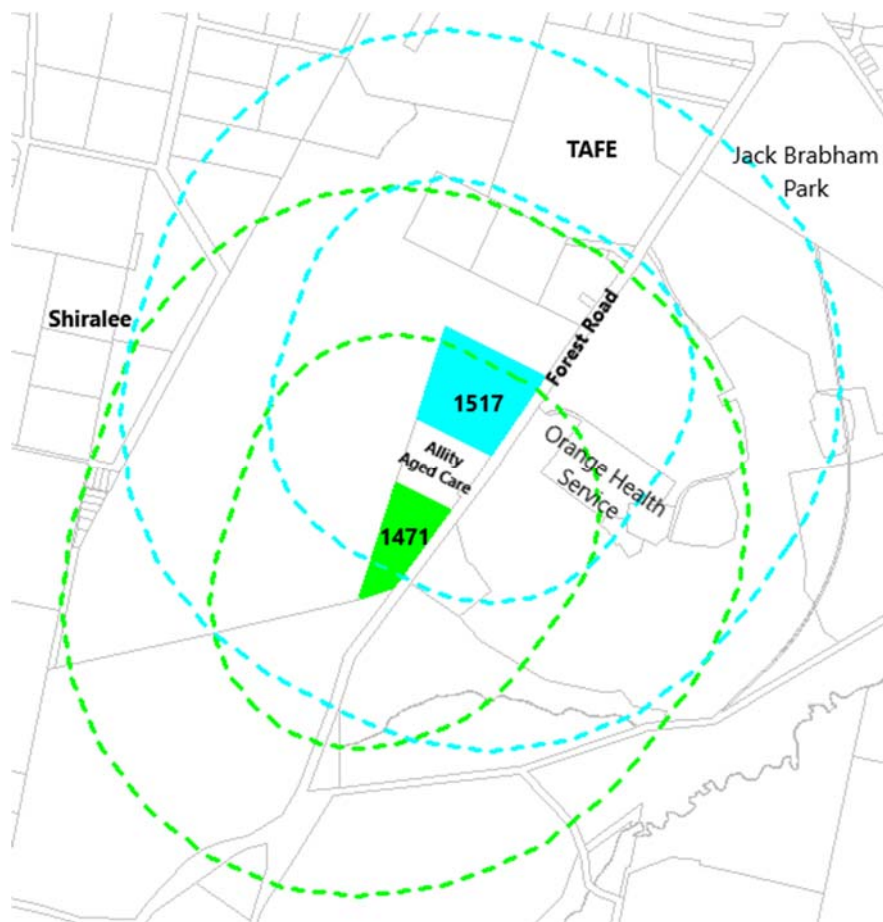 TAFE
Jack Brabham
Park
Shiralee
Forest Road
1517
Allity
Aged Care
Orange Health
Service
1471